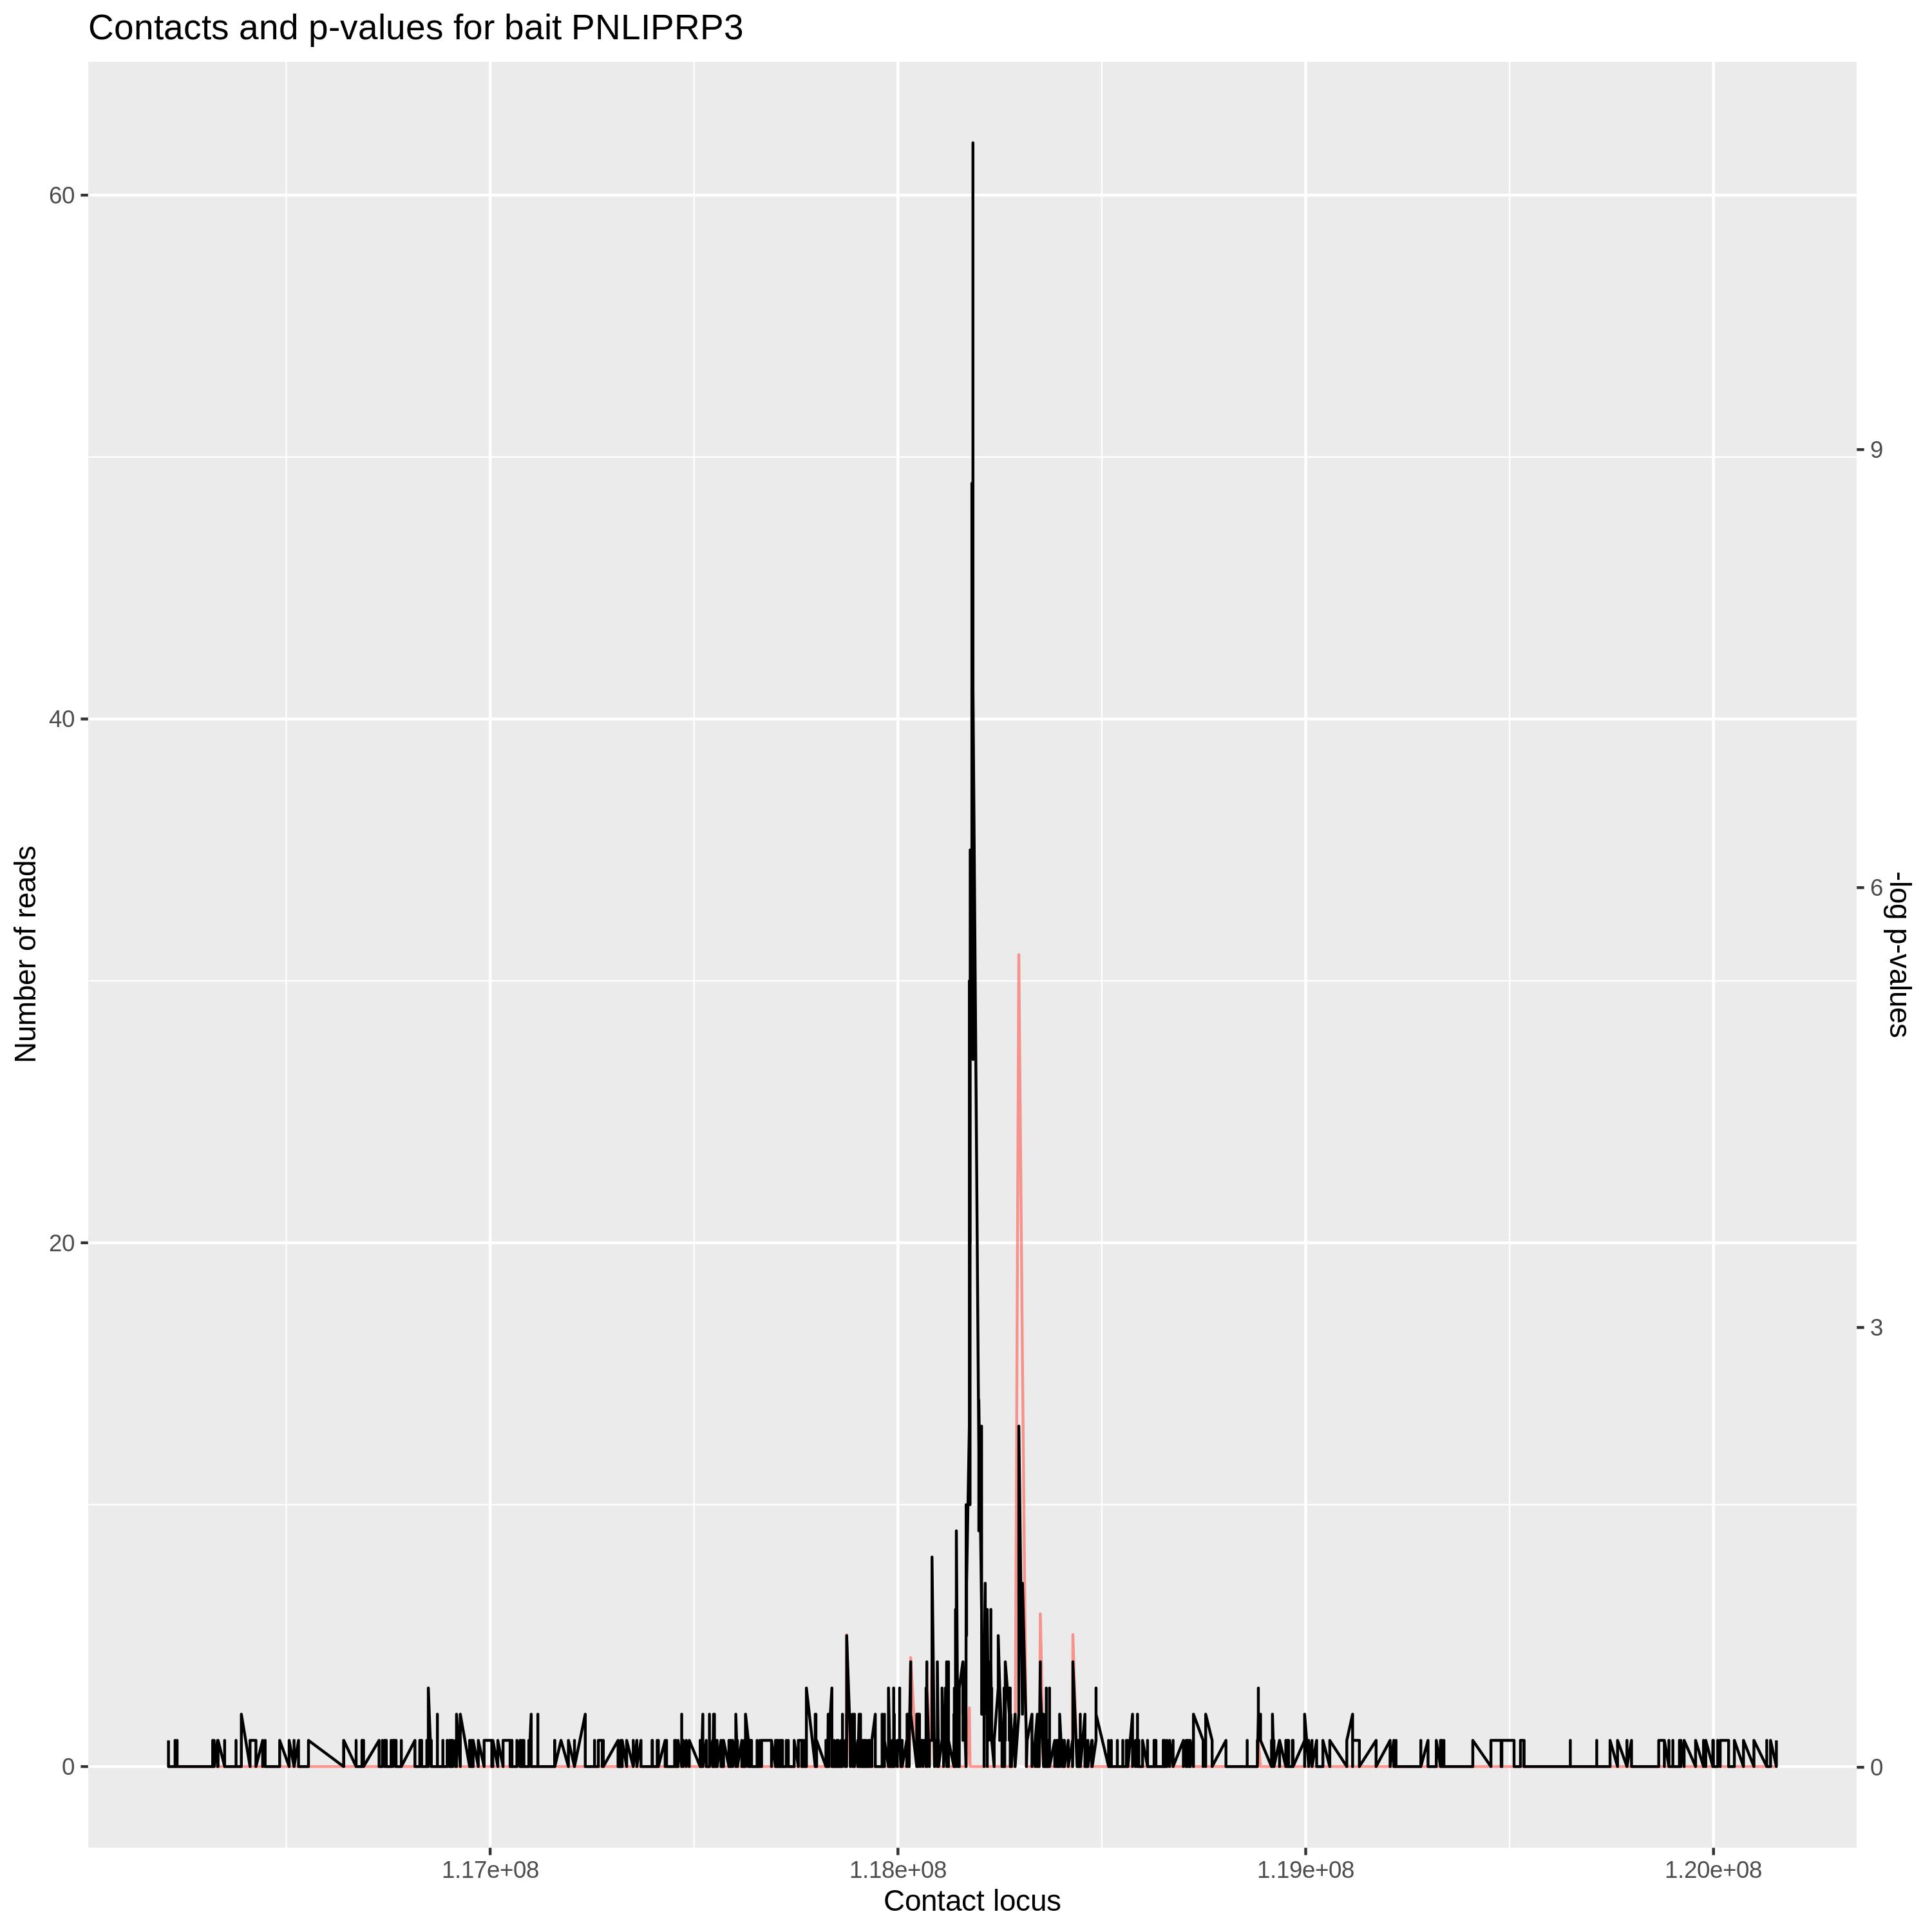 Contacts and p-values for bait PNLIPRP3
60
40
20
0
Number of reads
9
6
3
0
-log p-values
1.17e+08 1.18e+08 1.19e+08 1.20e+08
Contact locus